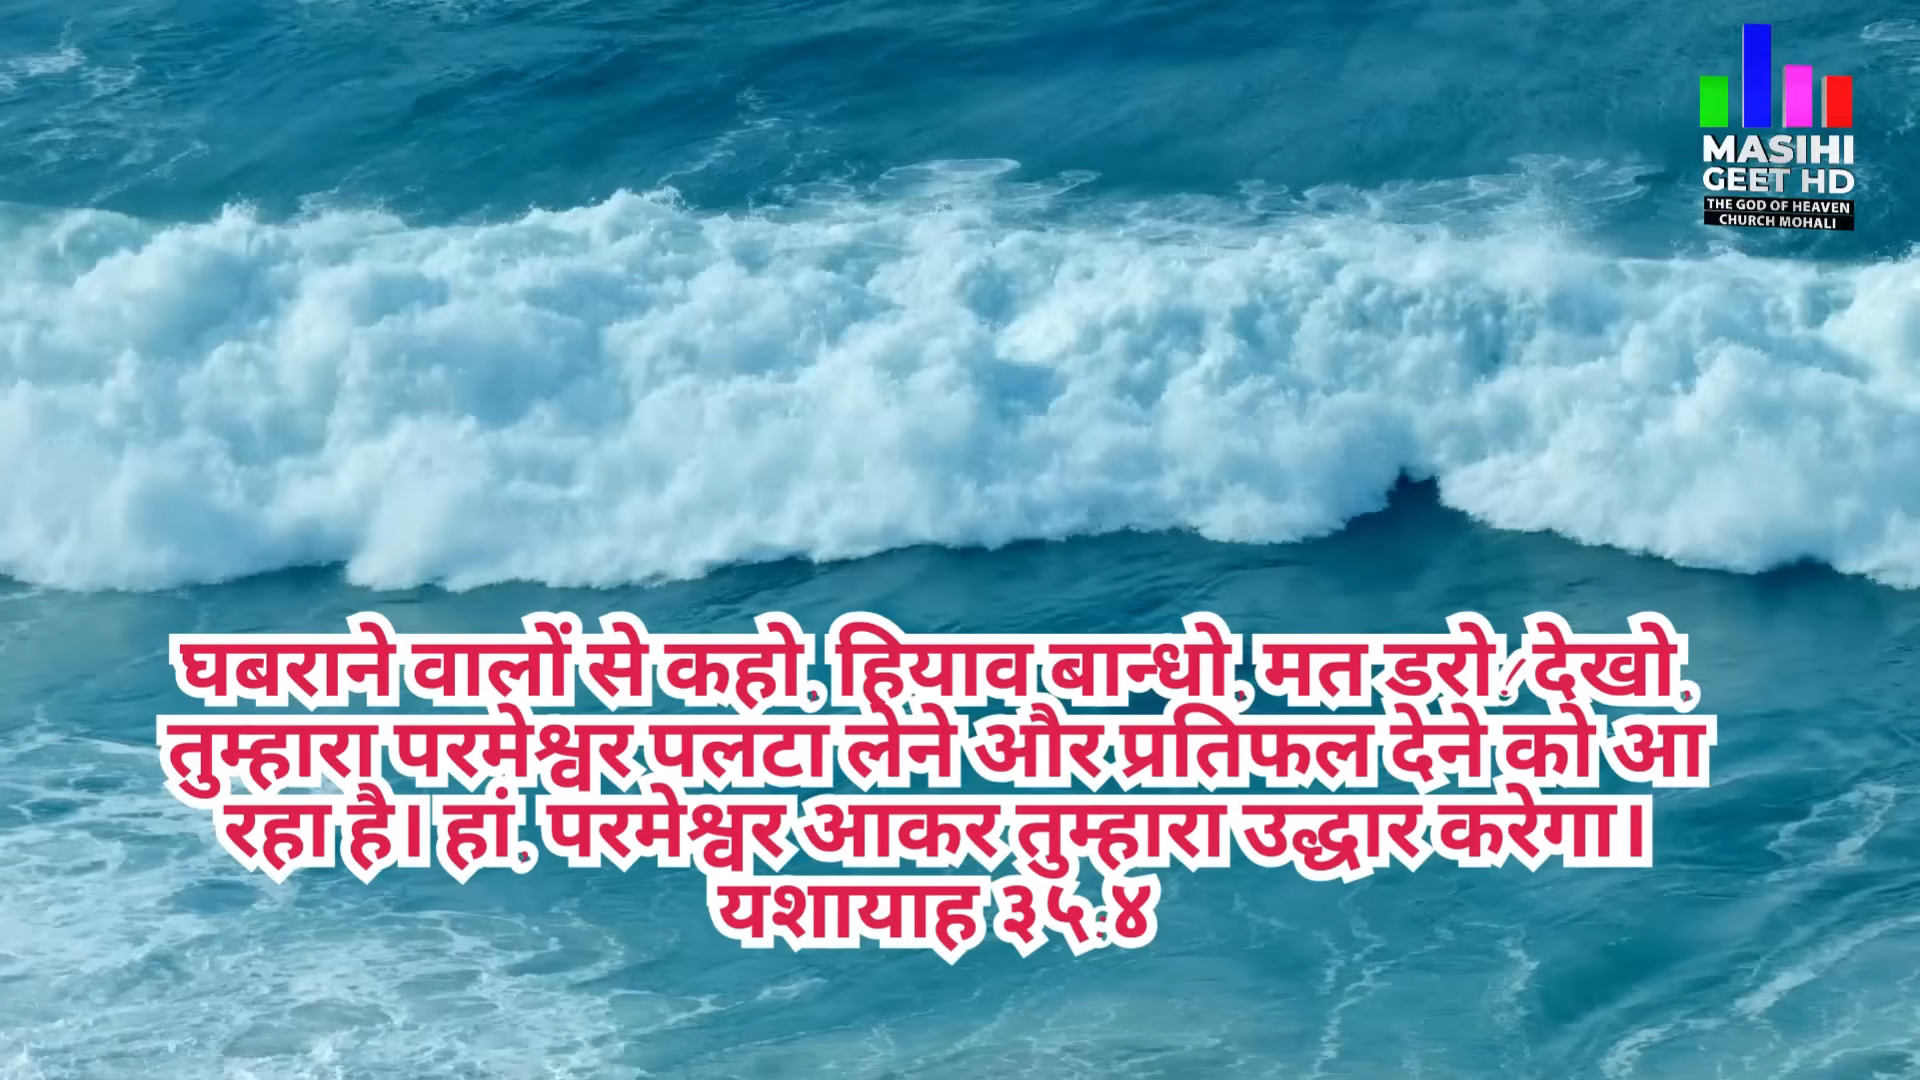 MASIHI
GEET HD
THE GOD OF HEAVEN
CHURCH MOHALI
घबराने वालों से कहो, हियाव बान्धो, मत डरो! देखो,
तुम्हारा परमेश्वर पलटा लेने और प्रतिफल देने को आ
रहा है। हां, परमेश्वर आकर तुम्हारा उद्धार करेगा।
यशायाह ३५:४